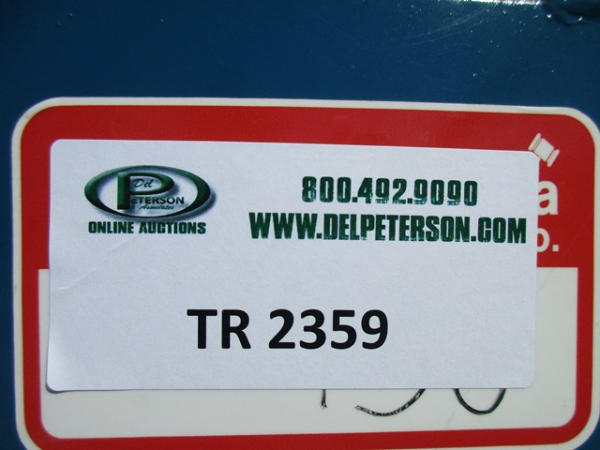 Del
PETERSON
& Associates
ONLINE AUCTIONS
800.492.9090
WWW.DELPETERSON.COM
a
o.
TR 2359